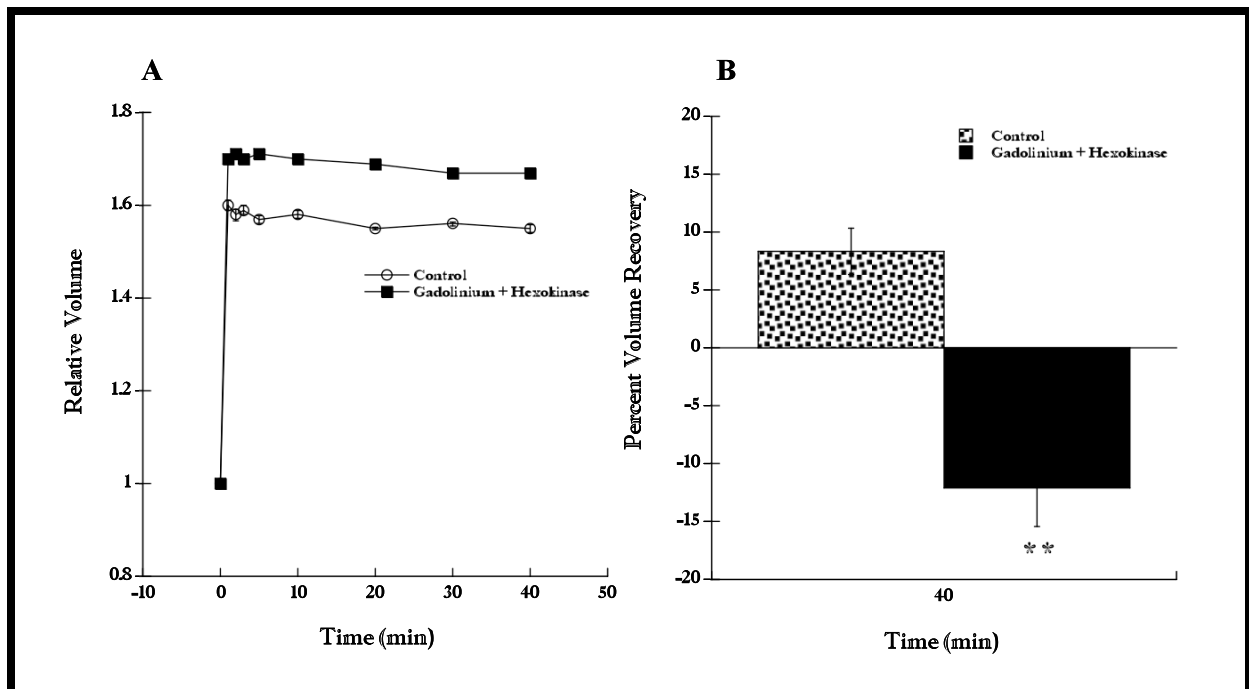 A
1.8
1.6
1.4
1.2
1
0.8
Relative Volume
Control
Gadolinium + Hexokinase
-10 0 10 20 30 40 50
Time (min)
B
20
15
10
5
0
-5
-10
-15
-20
Percent Volume Recovery
Control
Gadolinium + Hexokinase
**
40
Time (min)